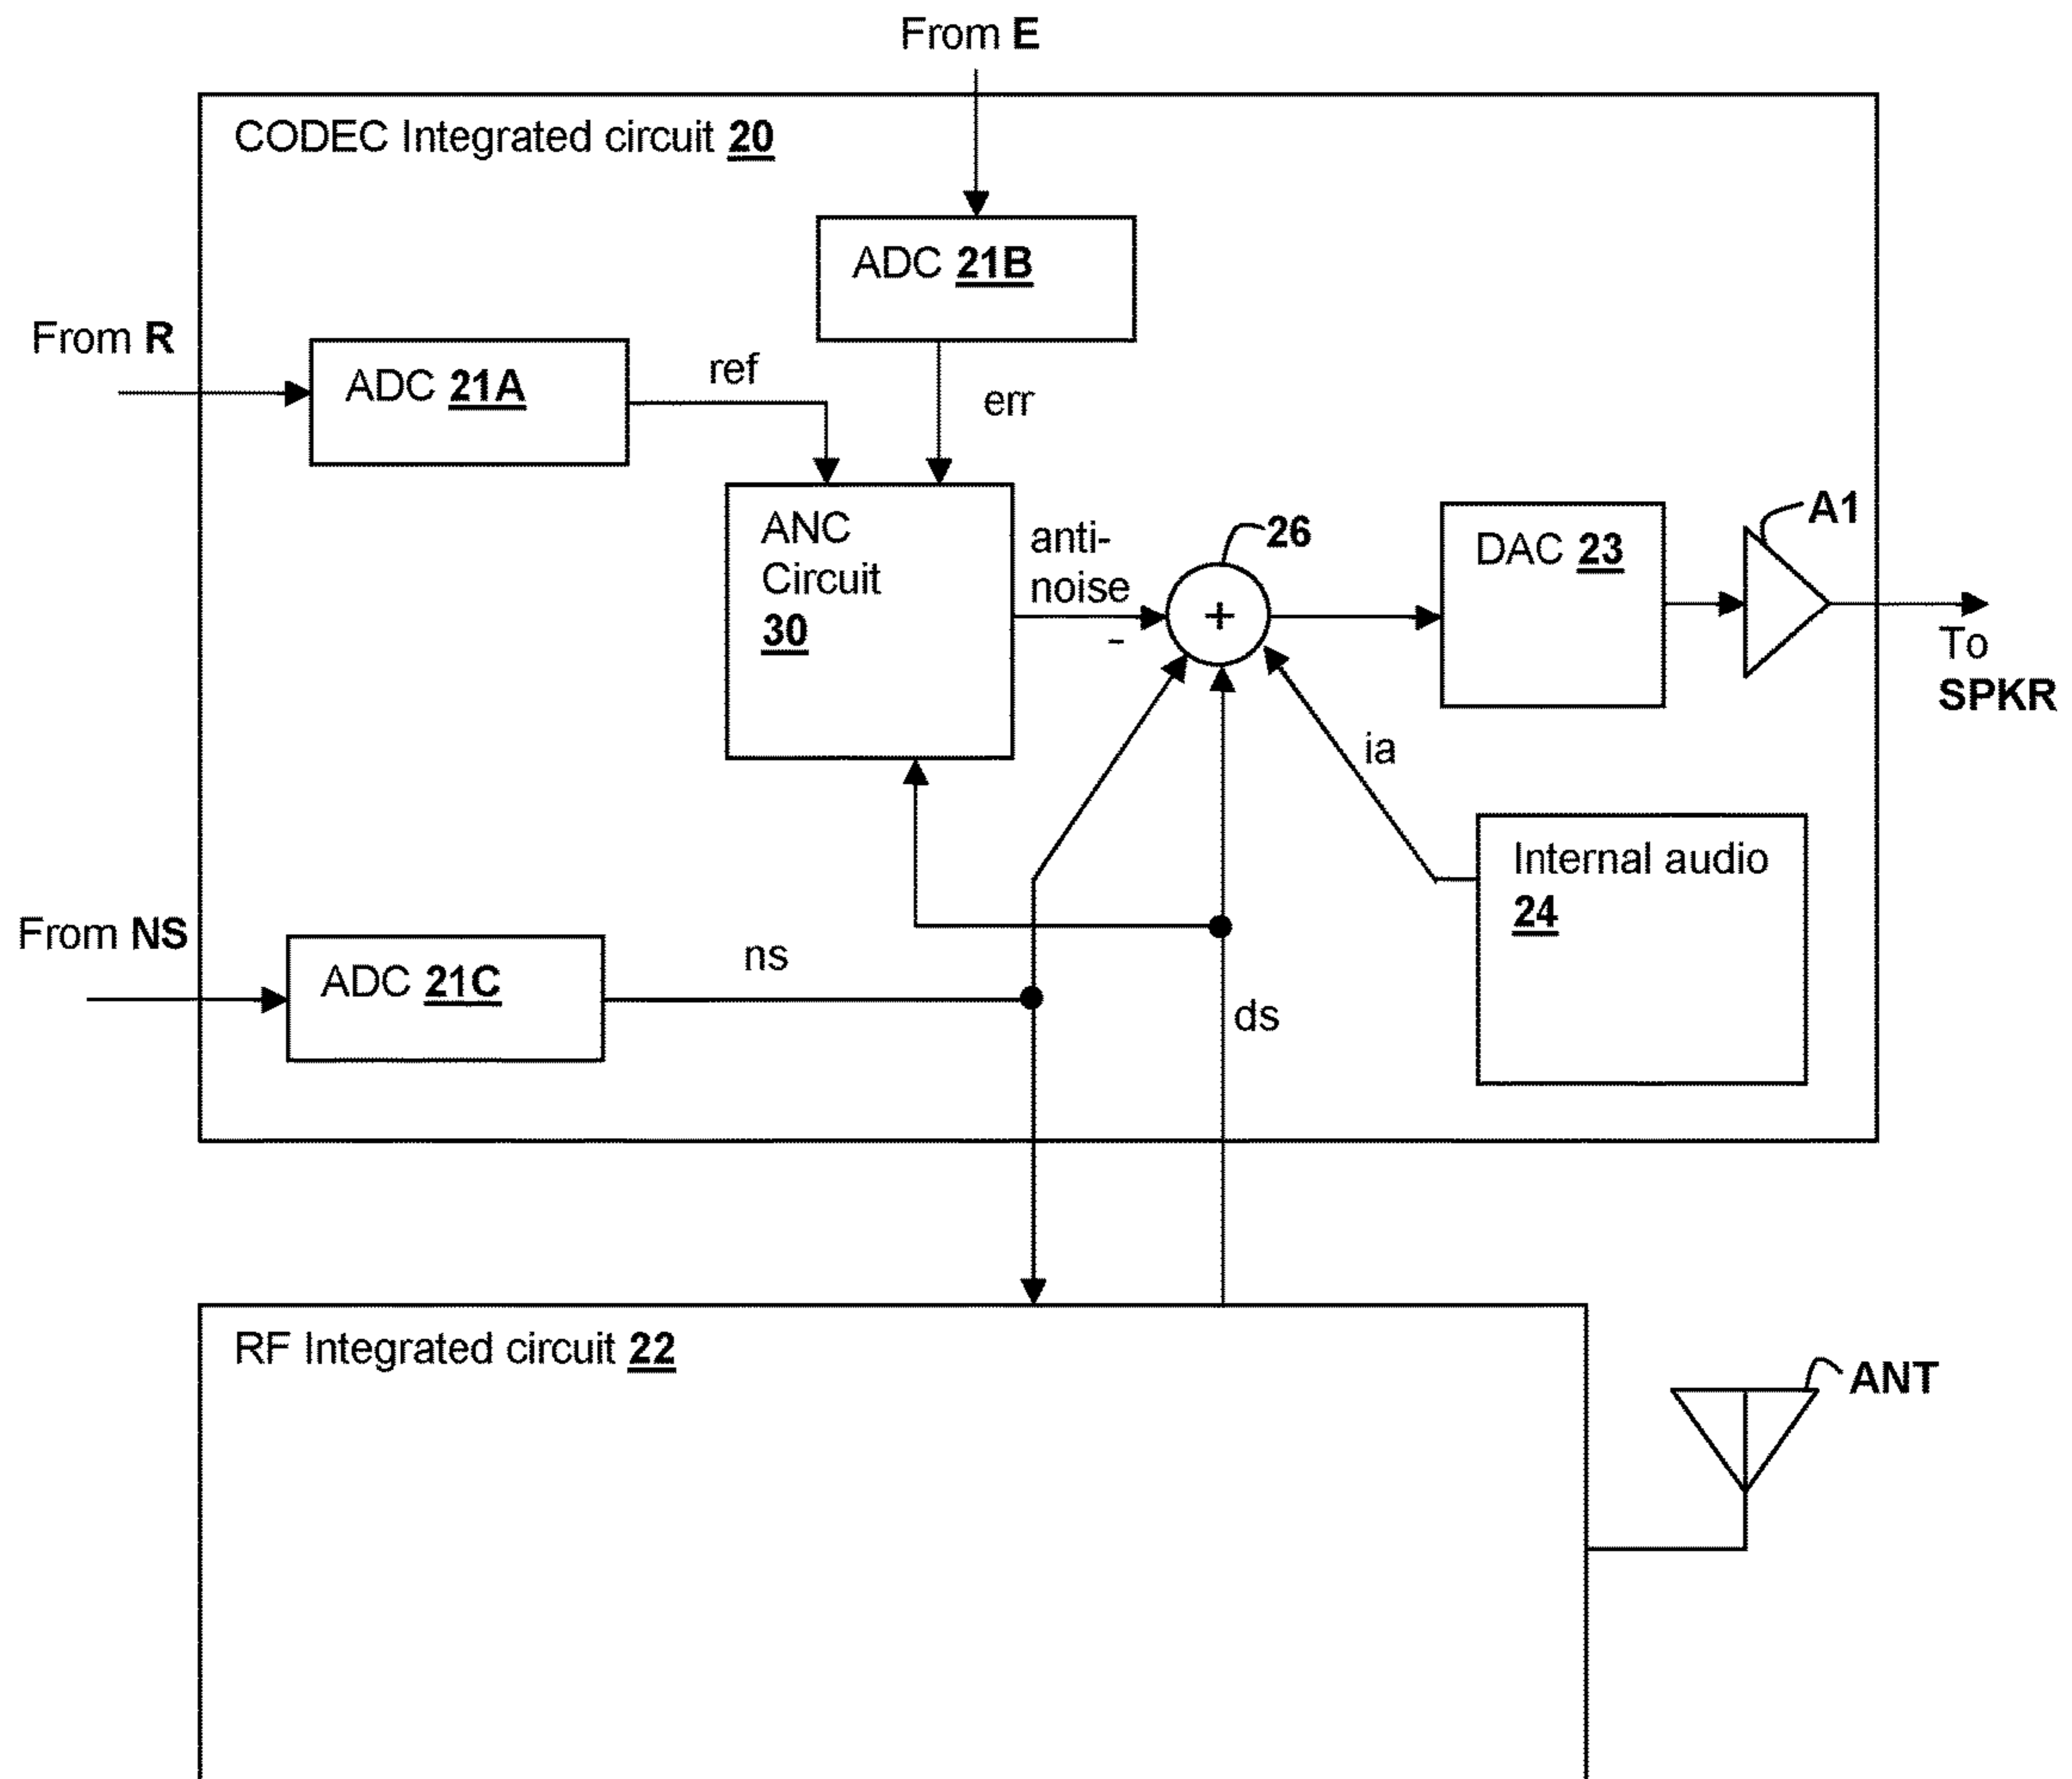 From E
CODEC Integrated circuit 20
ADC 21B
From R
ADC 21A
ref
err
ANC
Circuit
30
anti-
noise
-
26
+
DAC 23
A1
To
SPKR
ia
Internal audio
24
From NS
ADC 21C
ns
ds
RF Integrated circuit 22
ANT